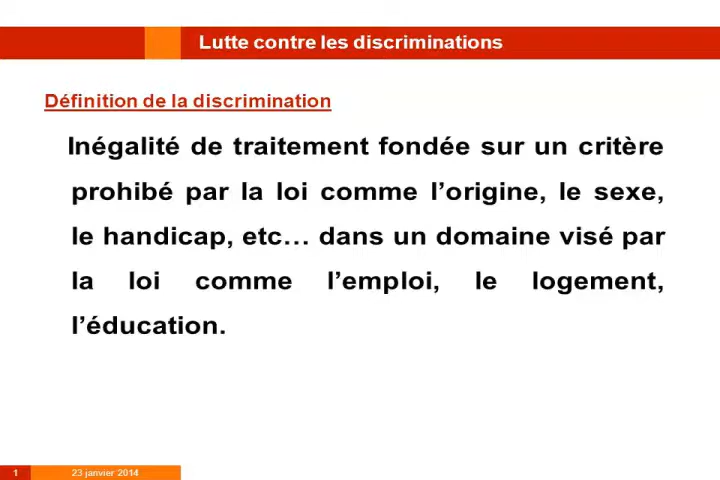 Lutte contre les discriminations
Définition de la discrimination
Inégalité de traitement fondée sur un critère
prohibé par la loi comme l’origine, le sexe,
le handicap, etc… dans un domaine visé par
la loi comme l’emploi, le logement,
l’éducation.
1 23 janvier 2014